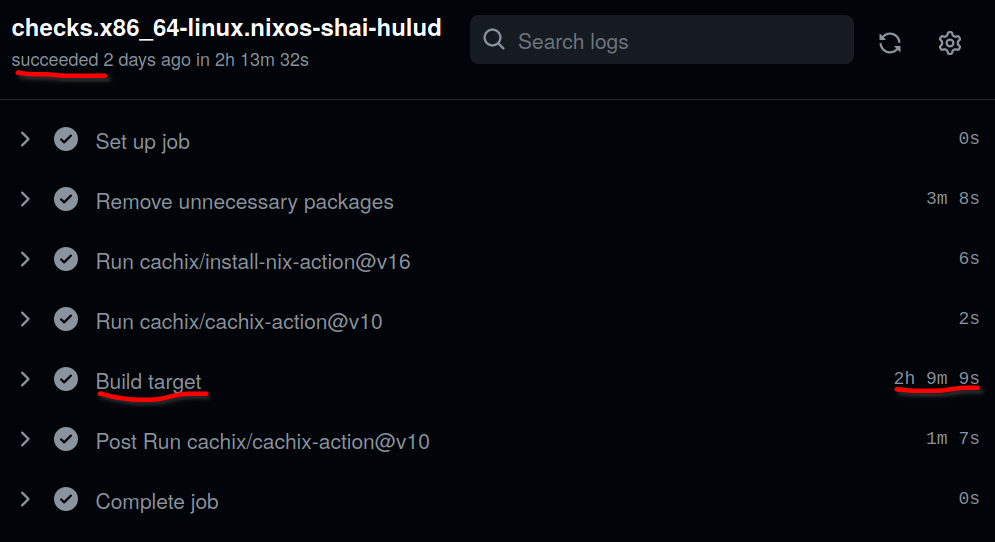 checks.x86_64-linux.nixos-shai-hulud
succeeded 2 days ago in 2h 13m 32s
Search logs
Set up job 0s
Remove unnecessary packages 3m 8s
Run cachix/install-nix-action@v16 6s
Run cachix/cachix-action@v10 2s
Build target 2h 9m 9s
Post Run cachix/cachix-action@v10 1m 7s
Complete job 0s